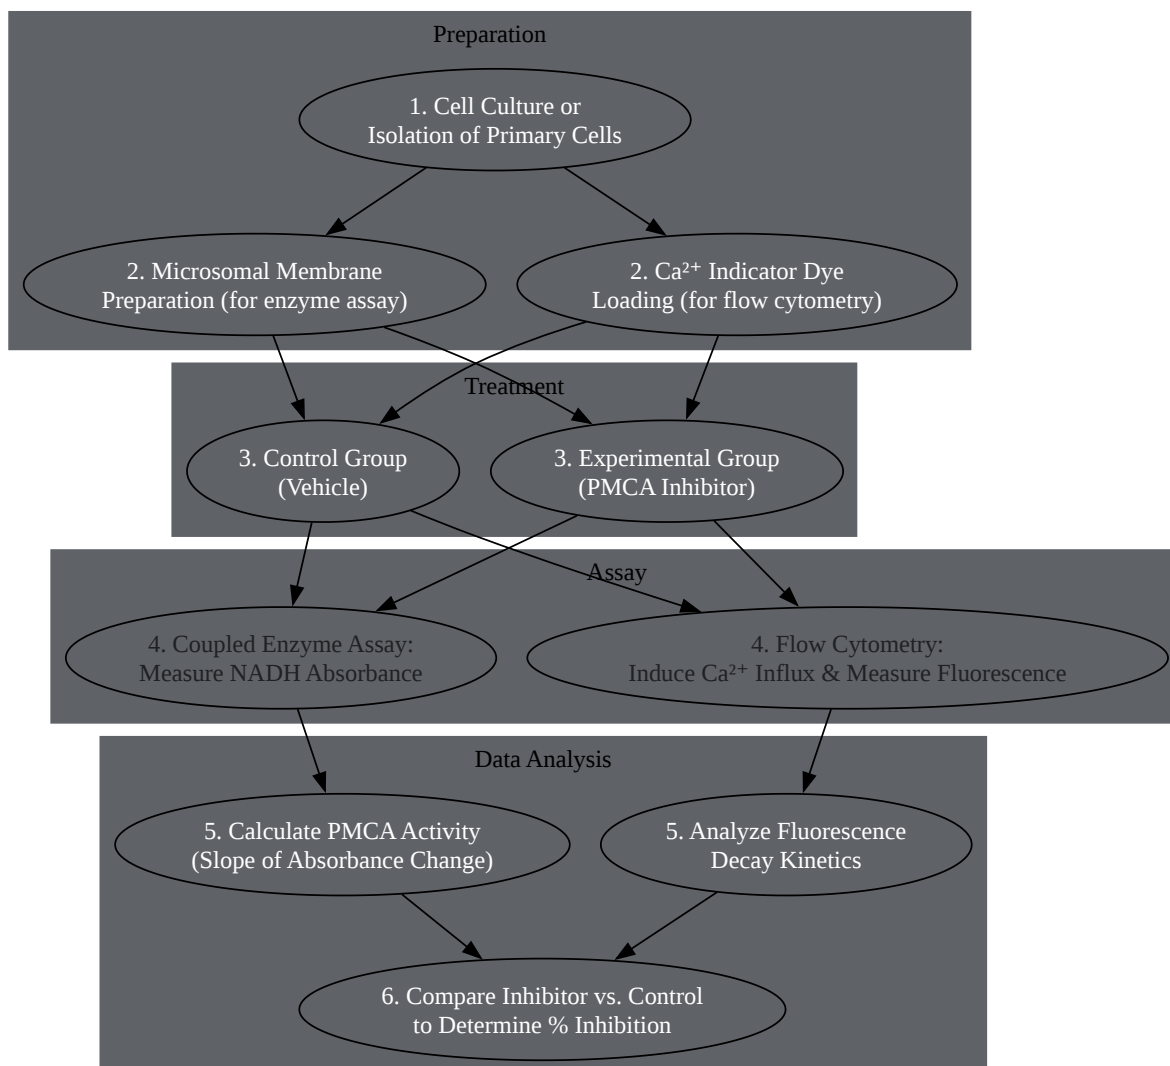 Preparation
1. Cell Culture or
Isolation of Primary Cells
2. Microsomal Membrane
Preparation (for enzyme assay)
2. Ca²⁺ Indicator Dye
Loading (for flow cytometry)
Treatment
3. Control Group
(Vehicle)
3. Experimental Group
(PMCA Inhibitor)
Assay
4. Coupled Enzyme Assay:
Measure NADH Absorbance
4. Flow Cytometry:
Induce Ca²⁺ Influx & Measure Fluorescence
Data Analysis
5. Calculate PMCA Activity
(Slope of Absorbance Change)
5. Analyze Fluorescence
Decay Kinetics
6. Compare Inhibitor vs. Control
to Determine % Inhibition